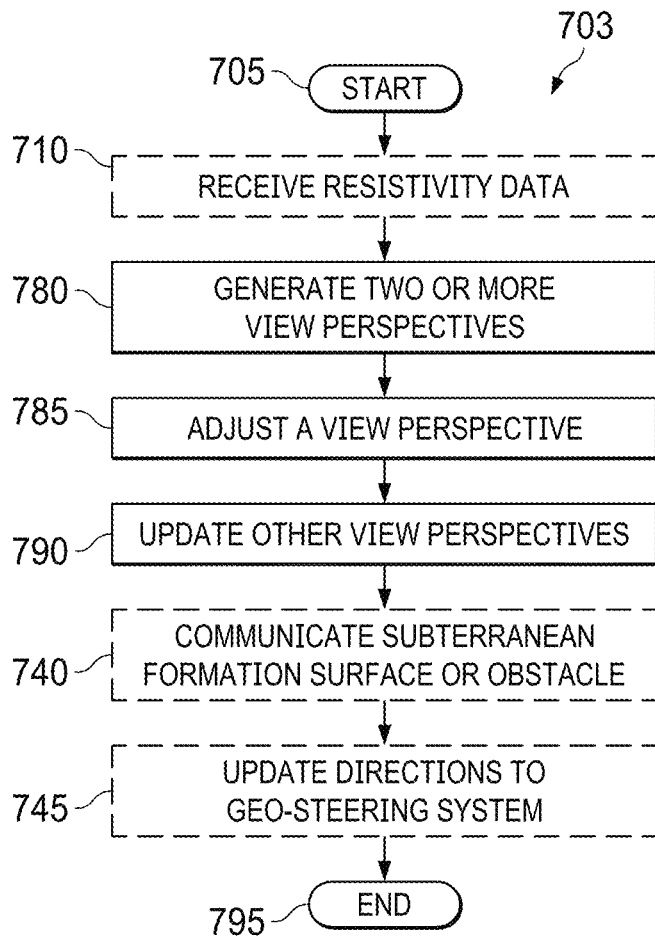 703
705
START
710
RECEIVE RESISTIVITY DATA
780
GENERATE TWO OR MORE
VIEW PERSPECTIVES
785
ADJUST A VIEW PERSPECTIVE
790
UPDATE OTHER VIEW PERSPECTIVES
740
COMMUNICATE SUBTERRANEAN
FORMATION SURFACE OR OBSTACLE
745
UPDATE DIRECTIONS TO
GEO-STEERING SYSTEM
795
END